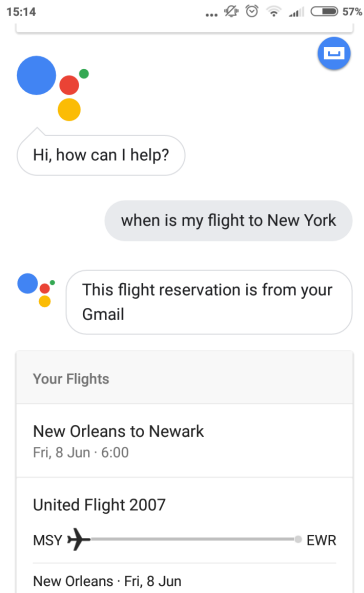 15:14 ... 57%
Hi, how can I help?
when is my flight to New York
This flight reservation is from your
Gmail
Your Flights
New Orleans to Newark
Fri, 8 Jun · 6:00
United Flight 2007
MSY EWR
New Orleans · Fri, 8 Jun